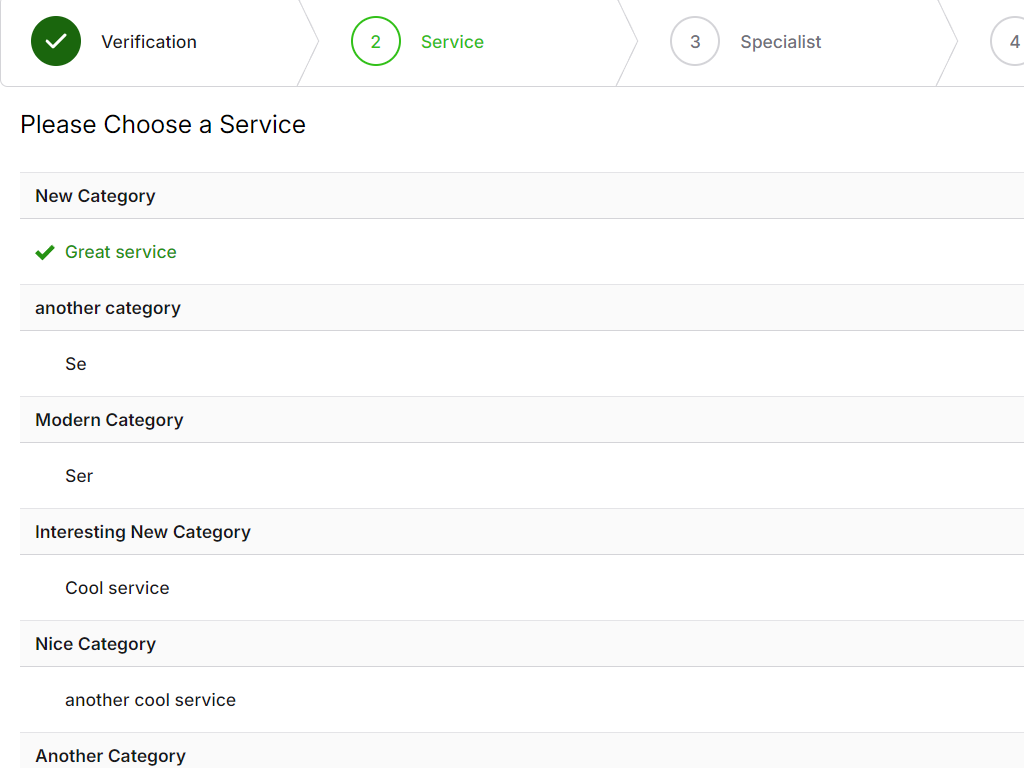 Verification
2 Service
3 Specialist
4
Please Choose a Service
New Category
Great service
another category
Se
Modern Category
Ser
Interesting New Category
Cool service
Nice Category
another cool service
Another Category